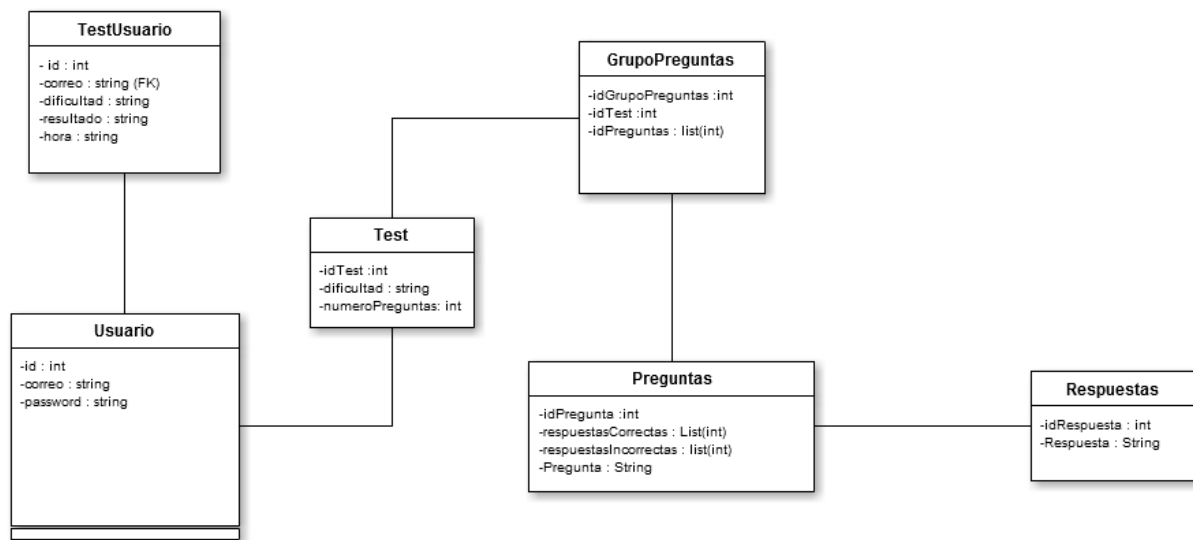 TestUsuario
- id : int
-correo : string (FK)
-dificultad : string
-resultado : string
-hora : string
GrupoPreguntas
-idGrupoPreguntas :int
-idTest :int
-idPreguntas : list(int)
Test
-idTest :int
-dificultad : string
-numeroPreguntas: int
Usuario
-id : int
-correo : string
-password : string
Preguntas
-idPregunta :int
-respuestasCorrectas : List(int)
-respuestasIncorrectas : list(int)
-Pregunta : String
Respuestas
-idRespuesta : int
-Respuesta : String